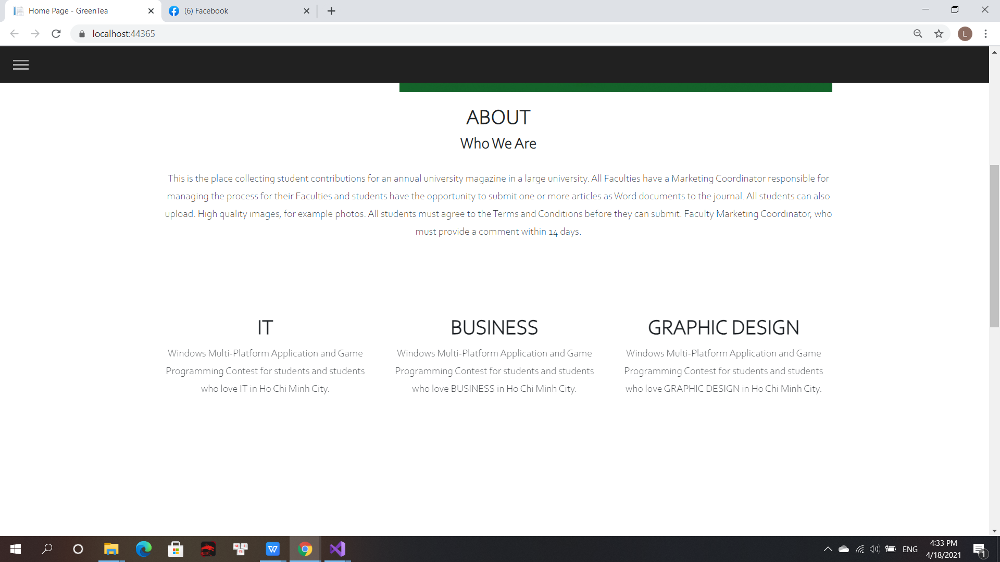 Home Page - GreenTea
(6) Facebook
localhost:44365
L
ABOUT
Who We Are
This is the place collecting student contributions for an annual university magazine in a large university. All Faculties have a Marketing Coordinator responsible for
managing the process for their Faculties and students have the opportunity to submit one or more articles as Word documents to the journal. All students can also
upload. High quality images, for example photos. All students must agree to the Terms and Conditions before they can submit. Faculty Marketing Coordinator, who
must provide a comment within 14 days.
IT
Windows Multi-Platform Application and Game
Programming Contest for students and students
who love IT in Ho Chi Minh City.
BUSINESS
Windows Multi-Platform Application and Game
Programming Contest for students and students
who love BUSINESS in Ho Chi Minh City.
GRAPHIC DESIGN
Windows Multi-Platform Application and Game
Programming Contest for students and students
who love GRAPHIC DESIGN in Ho Chi Minh City.
ENG
4:33 PM
4/18/2021
1